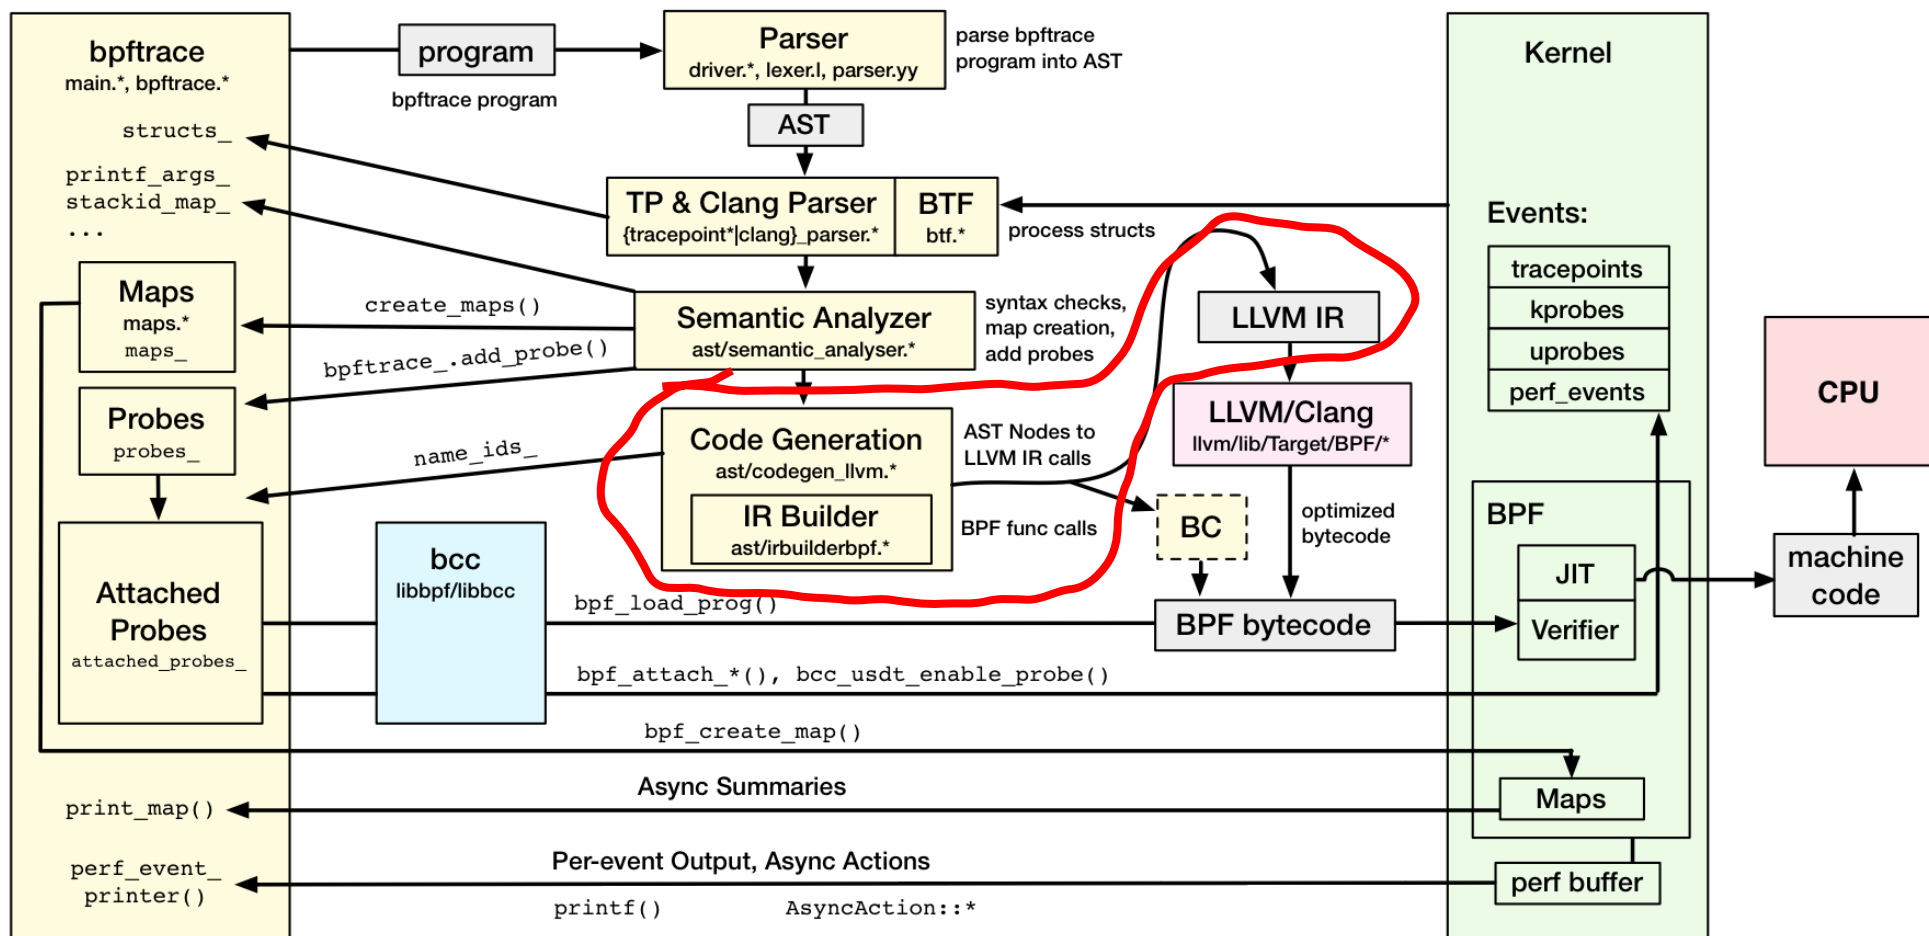 bpftrace
main.*, bpftrace.*
structs_
printf_args_
stackid_map_
...
Maps
maps.*
maps_
Probes
probes_
Attached
Probes
attached_probes_
print_map()
perf_event_
printer()
program
bpftrace program
Parser
driver.*, lexer.l, parser.yy
parse bpftrace
program into AST
AST
TP & Clang Parser
{tracepoint*|clang}_parser.*
BTF
btf.*
process structs
create_maps()
bpftrace_.add_probe()
name_ids_
Semantic Analyzer
ast/semantic_analyser.*
syntax checks,
map creation,
add probes
Code Generation
ast/codegen_llvm.*
IR Builder
ast/irbuilderbpf.*
AST Nodes to
LLVM IR calls
BPF func calls
LLVM IR
LLVM/Clang
llvm/lib/Target/BPF/*
optimized
bytecode
BC
BPF bytecode
bcc
libbpf/libbcc
bpf_load_prog()
bpf_attach_*(), bcc_usdt_enable_probe()
bpf_create_map()
Async Summaries
Per-event Output, Async Actions
printf()
AsyncAction::*
Kernel
Events:
tracepoints
kprobes
uprobes
perf_events
BPF
JIT
Verifier
Maps
perf buffer
CPU
machine
code